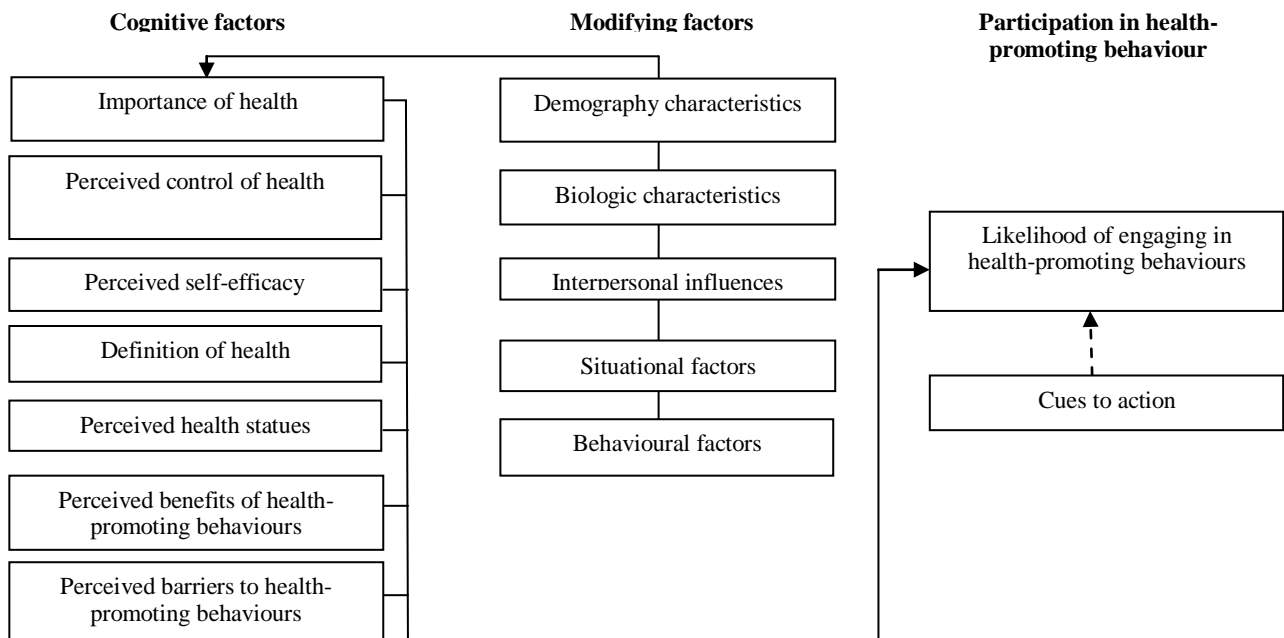 Cognitive factors
Modifying factors
Participation in health-
promoting behaviour
Importance of health
Perceived control of health
Perceived self-efficacy
Definition of health
Perceived health statues
Perceived benefits of health-
promoting behaviours
Perceived barriers to health-
promoting behaviours
Demography characteristics
Biologic characteristics
Interpersonal influences
Situational factors
Behavioural factors
Likelihood of engaging in
health-promoting behaviours
Cues to action